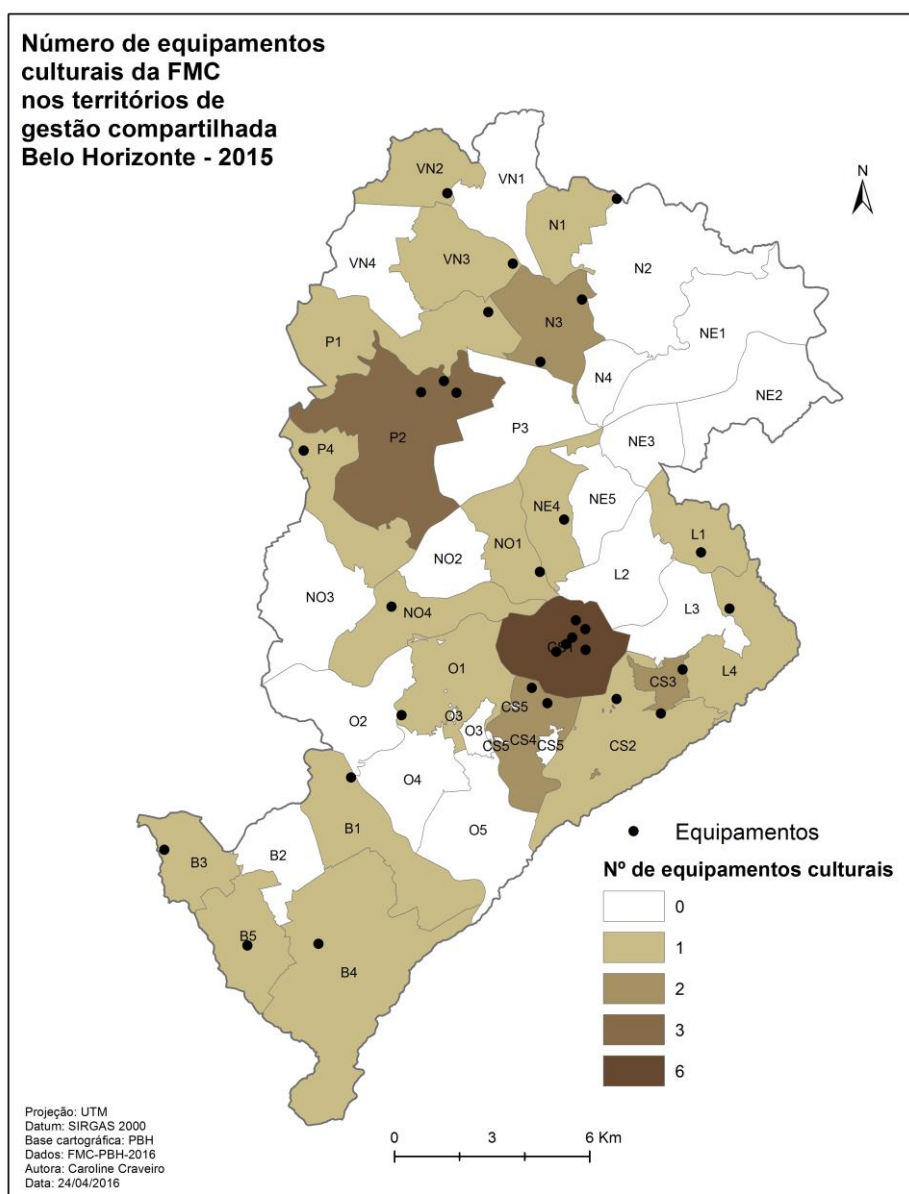 Número de equipamentos
culturais da FMC
nos territórios de
gestão compartilhada
Belo Horizonte - 2015
N
VN2
VN1
N1
VN3
VN4
N2
N3
NE1
P1
N4
NE2
P3
P2
NE3
P4
NE5
NE4
L1
NO1
NO2
L2
NO3
L3
NO4
CS1
O1
L4
CS3
CS5
O3
O2
O3
CS5
CS4
CS5
CS2
O4
B1
O5
B3
B2
B5
B4
Equipamentos
Nº de equipamentos culturais
0
1
2
3
6
Projeção: UTM
Datum: SIRGAS 2000
Base cartográfica: PBH
Dados: FMC-PBH-2016
Autora: Caroline Craveiro
Data: 24/04/2016
0 3 6 Km